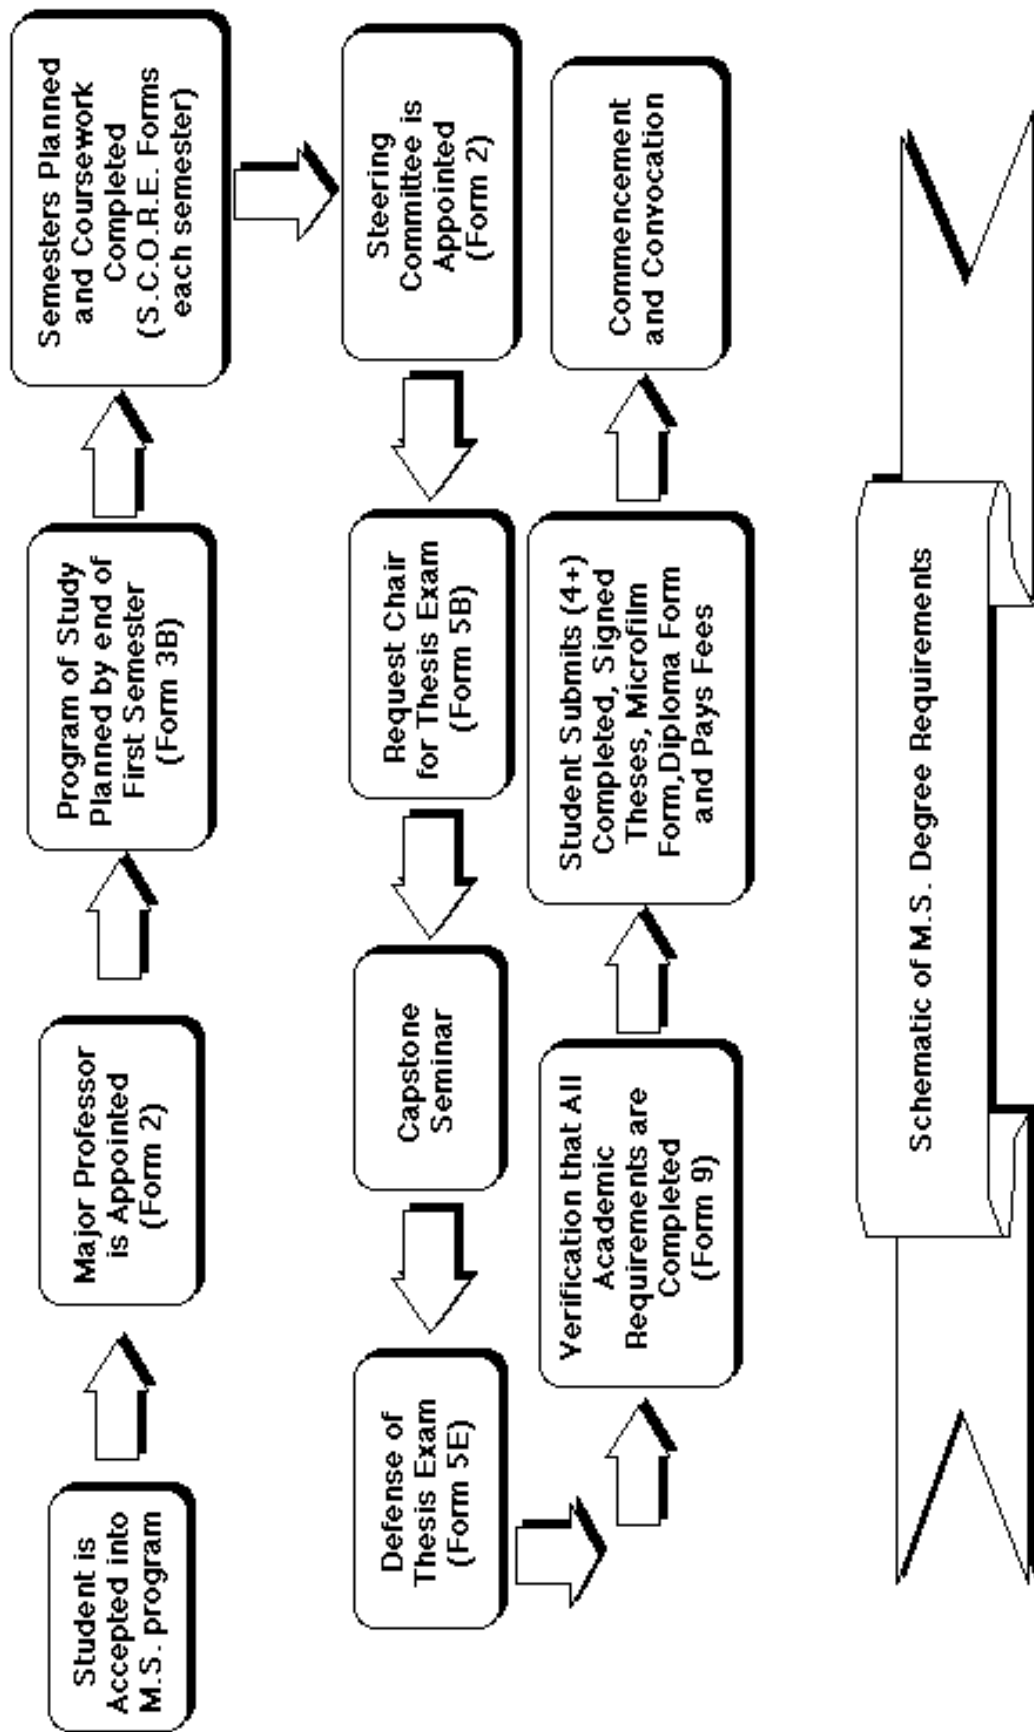 Student is
Accepted into
M.S. program
Major Professor
is Appointed
(Form 2)
Program of Study
Planned by end of
First Semester
(Form 3B)
Semesters Planned
and Coursework
Completed
(S.C.O.R.E. Forms
each semester)
Steering
Committee is
Appointed
(Form 2)
Request Chair
for Thesis Exam
(Form 5B)
Capstone
Seminar
Defense of
Thesis Exam
(Form 5E)
Verification that All
Academic
Requirements are
Completed
(Form 9)
Student Submits (4+)
Completed, Signed
Theses, Microfilm
Form,Diploma Form
and Pays Fees
Commencement
and Convocation
Schematic of M.S. Degree Requirements